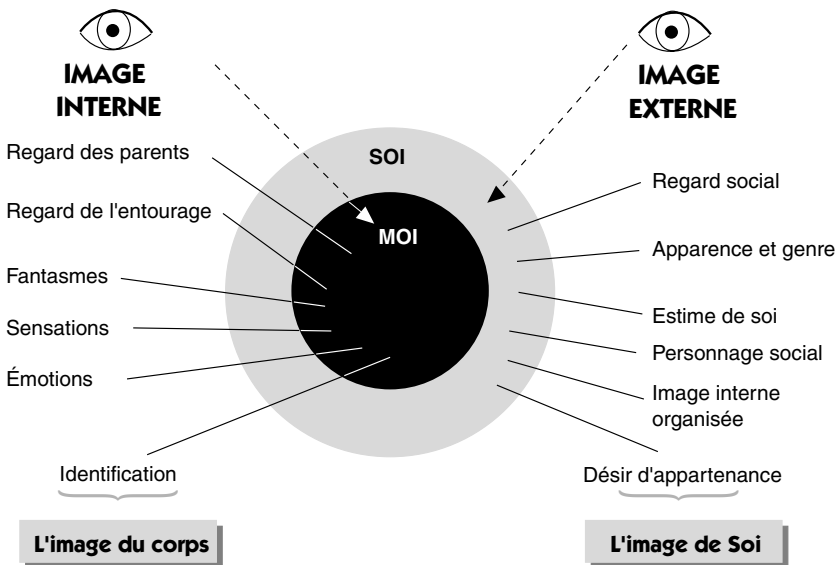 IMAGE
INTERNE
IMAGE
EXTERNE
SOI
MOI
Regard des parents
Regard de l'entourage
Fantasmes
Sensations
Émotions
Identification
L'image du corps
Regard social
Apparence et genre
Estime de soi
Personnage social
Image interne
organisée
Désir d'appartenance
L'image de Soi